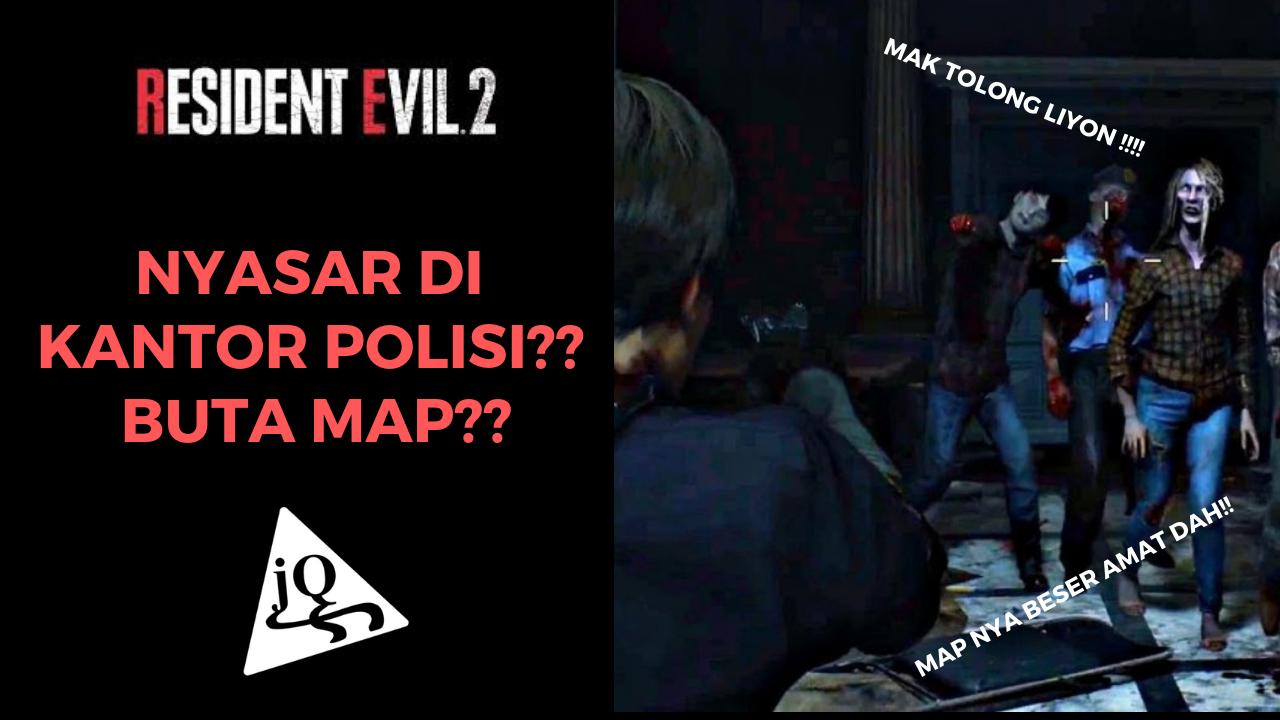 RESIDENT EVIL.2
NYASAR DI
KANTOR POLISI??
BUTA MAP??
jQ
MAK TOLONG LIYON !!!!
MAP NYA BESER AMAT DAH!!